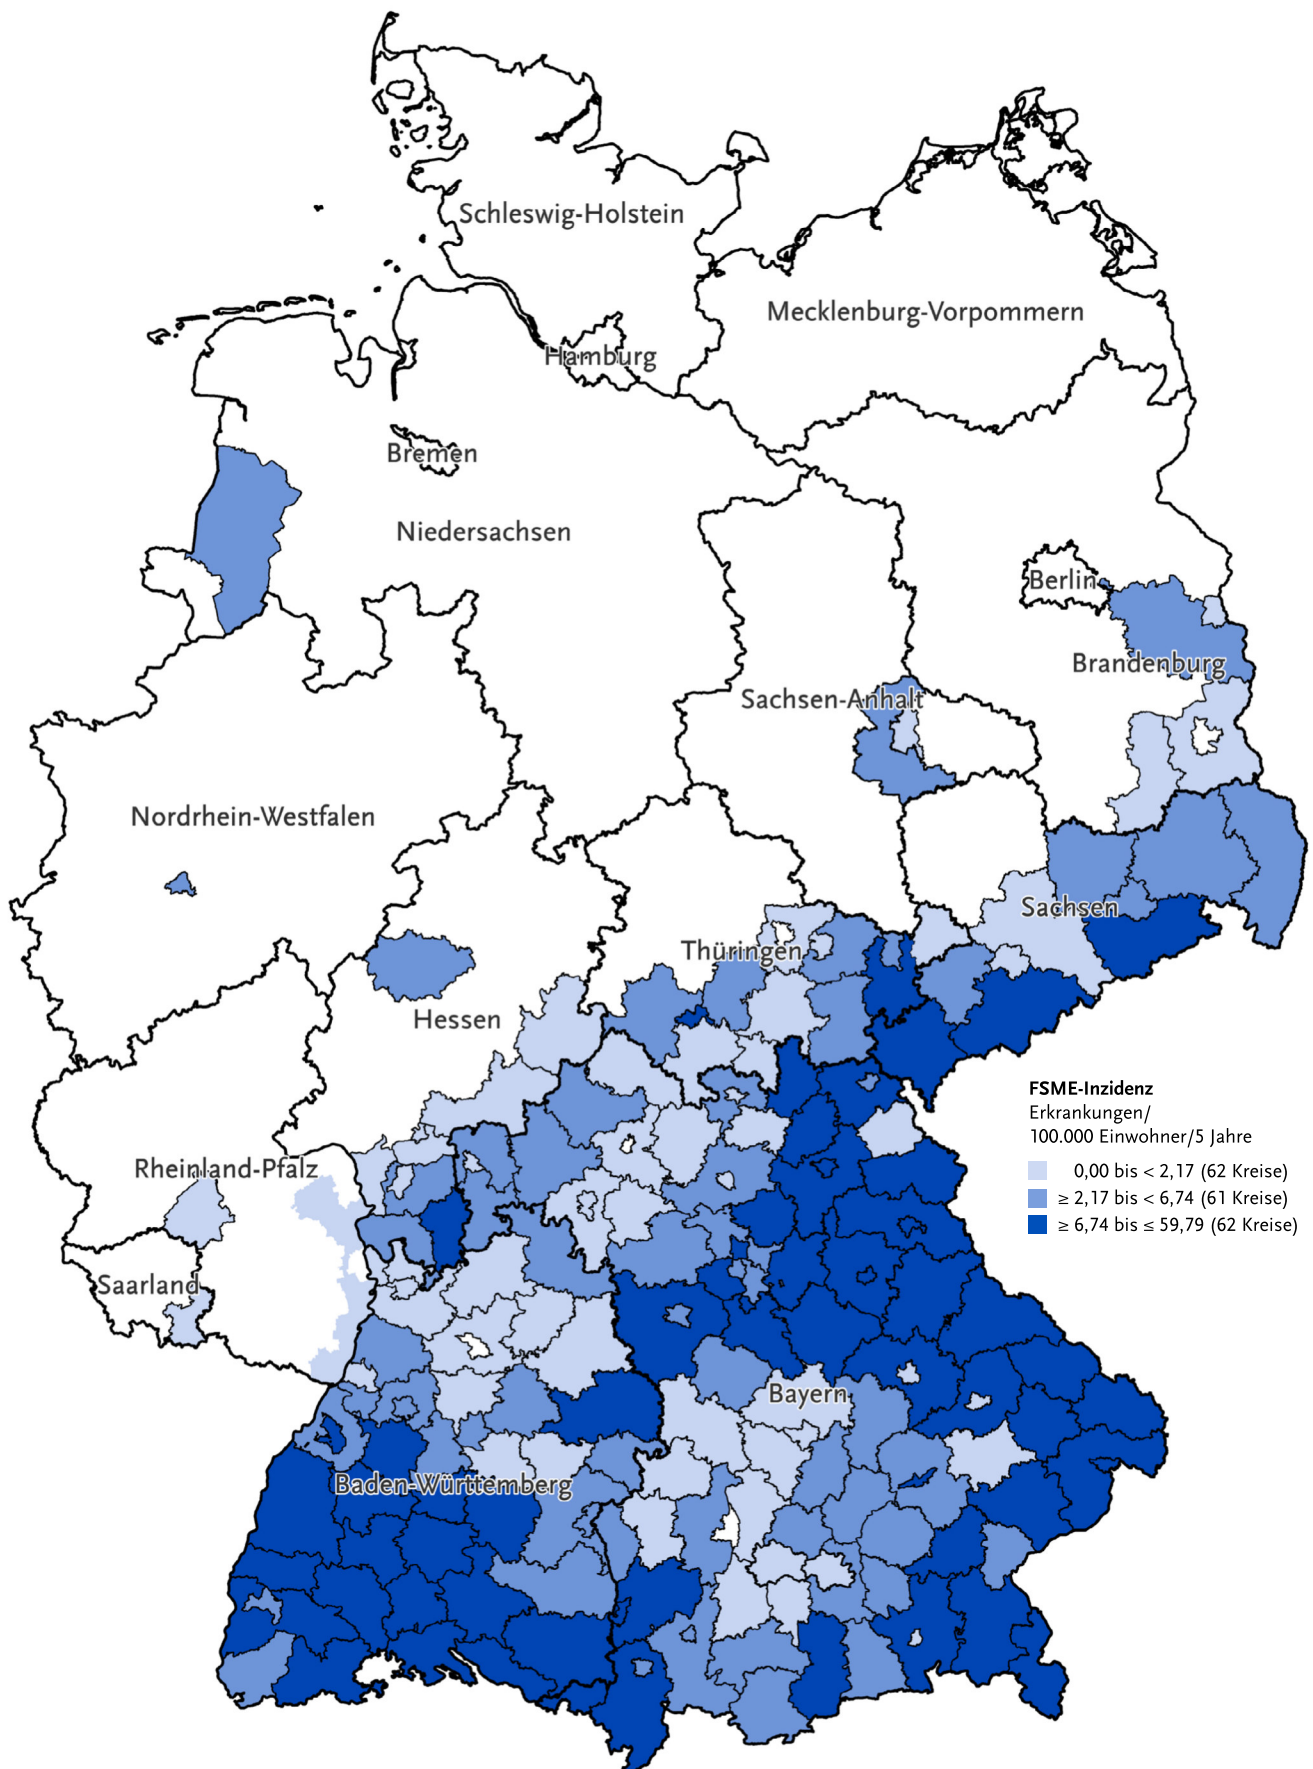 Schleswig-Holstein
Mecklenburg-Vorpommern
Hamburg
Bremen
Niedersachsen
Berlin
Brandenburg
Sachsen-Anhalt
Nordrhein-Westfalen
Sachsen
Thüringen
Hessen
Rheinland-Pfalz
Saarland
Bayern
Baden-Württemberg
FSME-Inzidenz
Erkrankungen/
100.000 Einwohner/5 Jahre
0,00 bis < 2,17 (62 Kreise)
≥ 2,17 bis < 6,74 (61 Kreise)
≥ 6,74 bis ≤ 59,79 (62 Kreise)